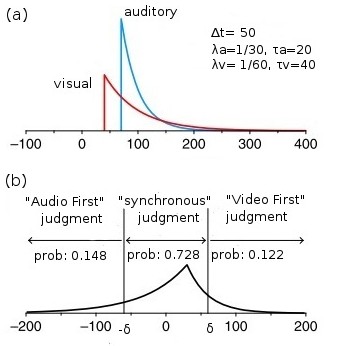 (a)
auditory
Δt= 50
λa=1/30, τa=20
λv= 1/60, τv=40
visual
−100 0 100 200 300 400
(b)
"Audio First" "synchronous" "Video First"
judgment judgment judgment
prob: 0.148 prob: 0.728 prob: 0.122
−200 −100 -δ 0 δ 100 200